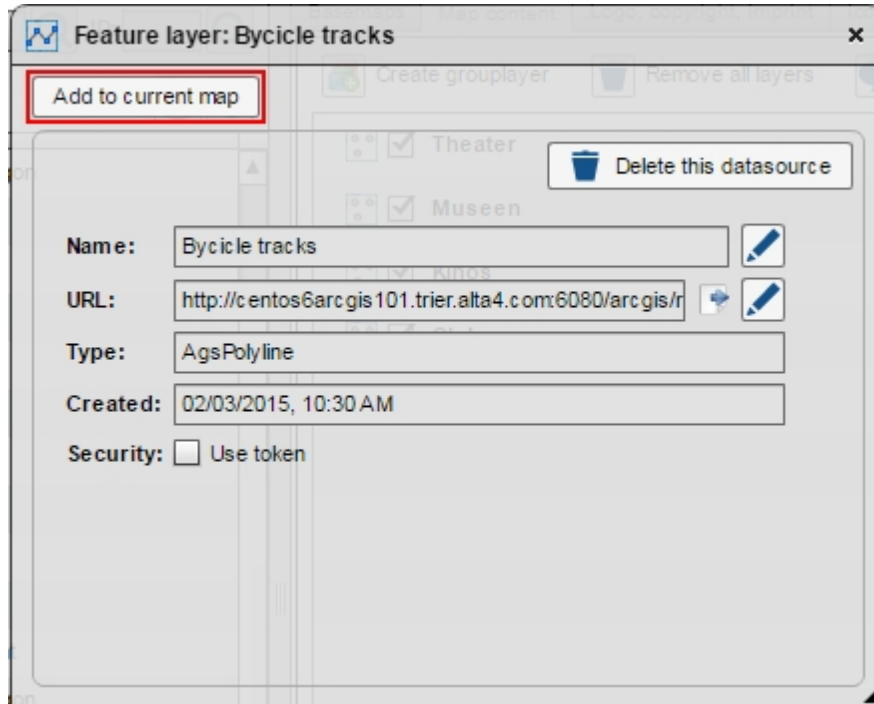 Basemaps Map content Logo, copyright, Imprint
Feature layer: Bycicle tracks
Create grouplayer Remove all layers
Add to current map
Theater
Delete this datasource
Museen
Name: Bycicle tracks
Kinos
URL: http://centos6arcgis101.trier.alta4.com:6080/arcgis/r
Type: AgsPolyline
Created: 02/03/2015, 10:30 AM
Security: Use token